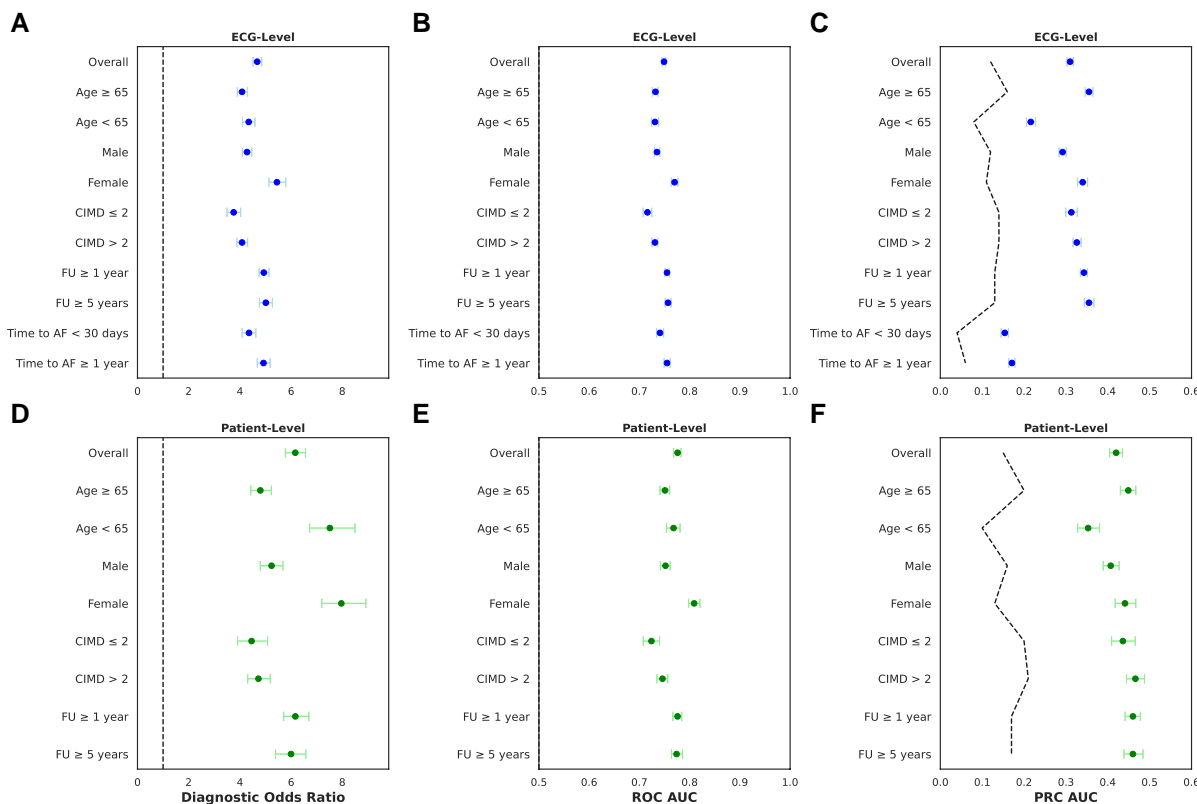 A
ECG-Level
Overall
Age ≥ 65
Age < 65
Male
Female
CIMD ≤ 2
CIMD > 2
FU ≥ 1 year
FU ≥ 5 years
Time to AF < 30 days
Time to AF ≥ 1 year
0 2 4 6 8
B
ECG-Level
Overall
Age ≥ 65
Age < 65
Male
Female
CIMD ≤ 2
CIMD > 2
FU ≥ 1 year
FU ≥ 5 years
Time to AF < 30 days
Time to AF ≥ 1 year
0.5 0.6 0.7 0.8 0.9 1.0
C
ECG-Level
Overall
Age ≥ 65
Age < 65
Male
Female
CIMD ≤ 2
CIMD > 2
FU ≥ 1 year
FU ≥ 5 years
Time to AF < 30 days
Time to AF ≥ 1 year
0.0 0.1 0.2 0.3 0.4 0.5 0.6
D
Patient-Level
Overall
Age ≥ 65
Age < 65
Male
Female
CIMD ≤ 2
CIMD > 2
FU ≥ 1 year
FU ≥ 5 years
0 2 4 6 8
Diagnostic Odds Ratio
E
Patient-Level
Overall
Age ≥ 65
Age < 65
Male
Female
CIMD ≤ 2
CIMD > 2
FU ≥ 1 year
FU ≥ 5 years
0.5 0.6 0.7 0.8 0.9 1.0
ROC AUC
F
Patient-Level
Overall
Age ≥ 65
Age < 65
Male
Female
CIMD ≤ 2
CIMD > 2
FU ≥ 1 year
FU ≥ 5 years
0.0 0.1 0.2 0.3 0.4 0.5 0.6
PRC AUC